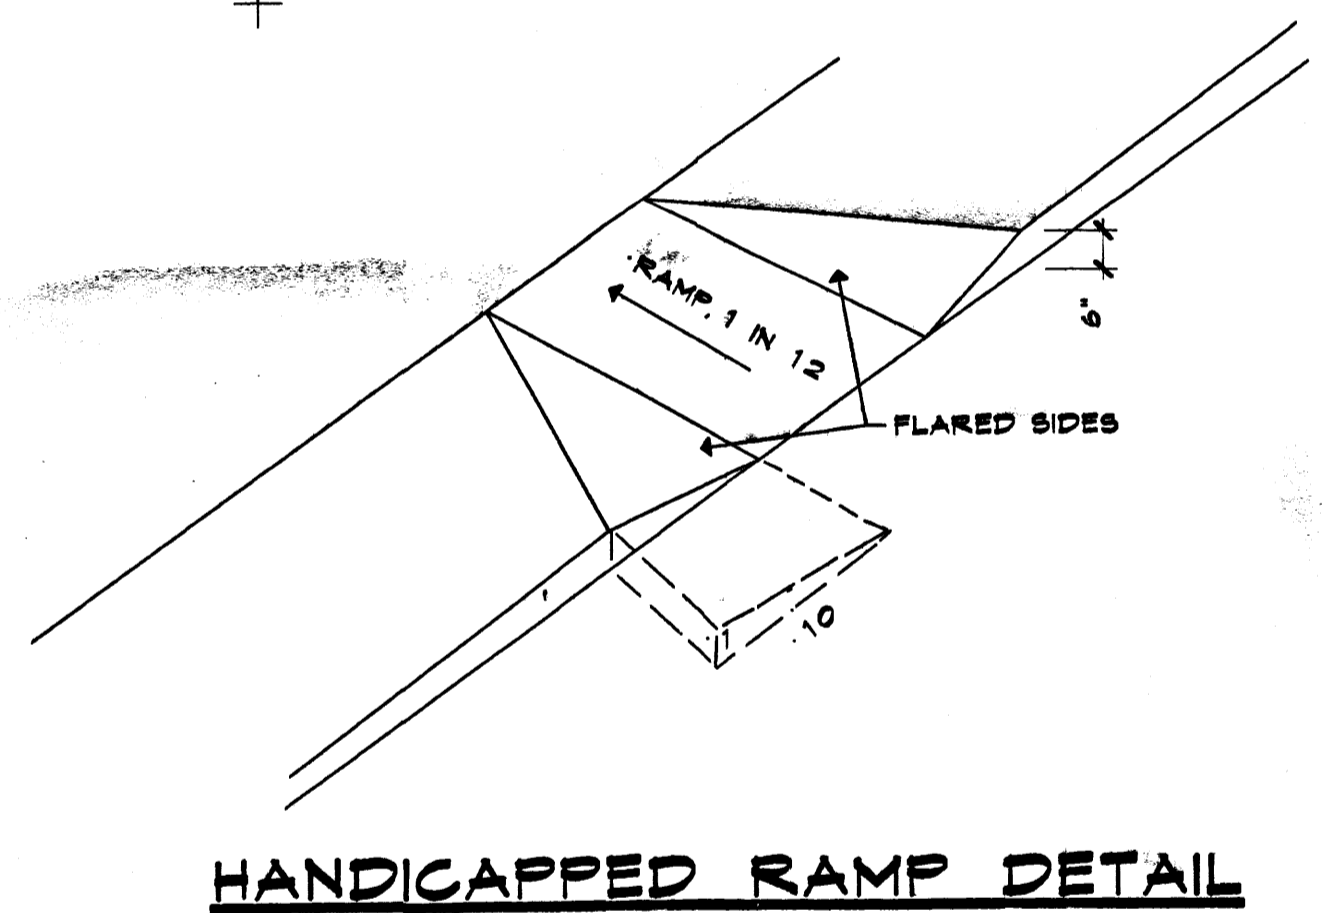 RAMP, 1 IN 12
6"
FLARED SIDES
1
10
HANDICAPPED RAMP DETAIL